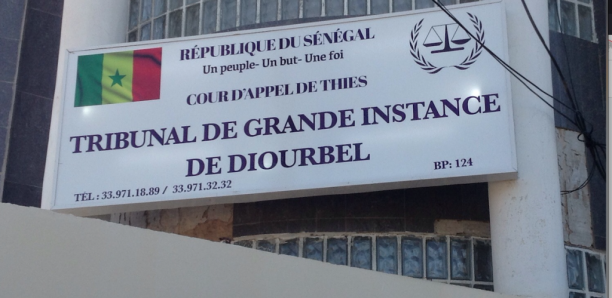 RÉPUBLIQUE DU SÉNÉGAL
Un peuple- Un but- Une foi
COUR D'APPEL DE THIES
TRIBUNAL DE GRANDE INSTANCE
DE DIOURBEL
BP: 124
TÉL : 33.971.18.89 / 33.971.32.32